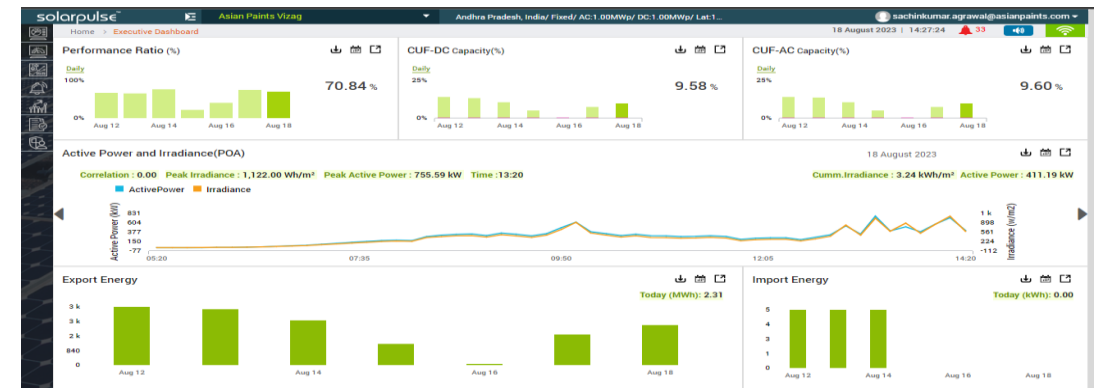 solarpulse
Asian Paints Vizag
Andhra Pradesh, India/ Fixed/ AC:1.00MWp/ DC:1.00MWp/ Lat:1...
sachinkumar.agrawal@asianpaints.com
Home > Executive Dashboard
18 August 2023 | 14:27:24
33
Performance Ratio (%)
Daily
100%
70.84 %
0%
Aug 12 Aug 14 Aug 16 Aug 18
CUF-DC Capacity(%)
Daily
25%
9.58 %
0%
Aug 12 Aug 14 Aug 16 Aug 18
CUF-AC Capacity(%)
Daily
25%
9.60 %
0%
Aug 12 Aug 14 Aug 16 Aug 18
Active Power and Irradiance(POA)
18 August 2023
Correlation : 0.00 Peak Irradiance : 1,122.00 Wh/m² Peak Active Power : 755.59 kW Time :13:20
Cumm.Irradiance : 3.24 kWh/m² Active Power : 411.19 kW
ActivePower Irradiance
Active Power (kW)
831
604
377
150
-77
05:20 07:35 09:50 12:05 14:20
1 k
898
561
224
-112
Irradiance (w/m2)
Export Energy
Today (MWh): 2.31
3 k
3 k
2 k
840
0
Aug 12 Aug 14 Aug 16 Aug 18
Import Energy
Today (kWh): 0.00
5
4
3
1
0
Aug 12 Aug 14 Aug 16 Aug 18